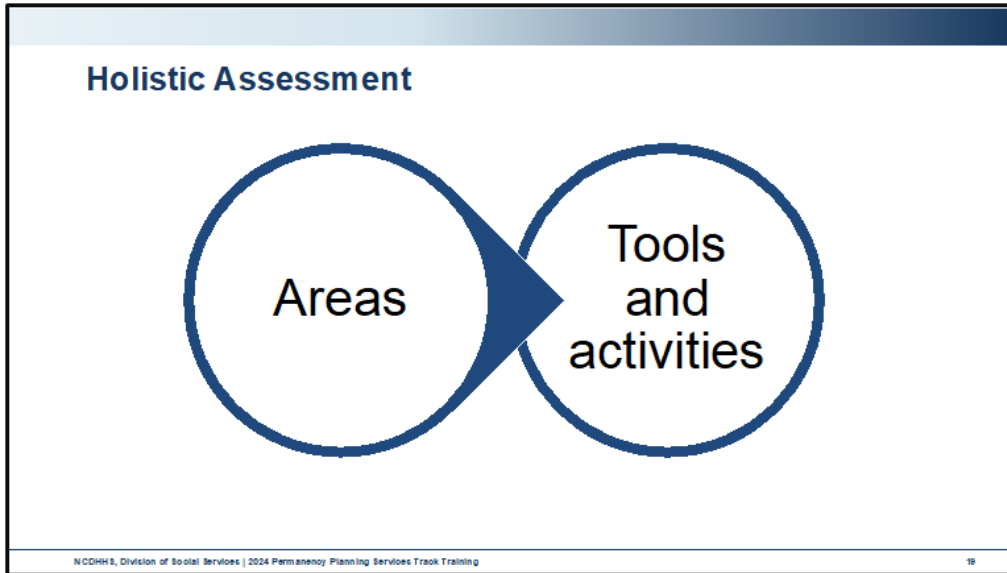 Holistic Assessment
Areas
Tools
and
activities
NCDHHS, Division of Social Services | 2024 Permanency Planning Services Track Training
19